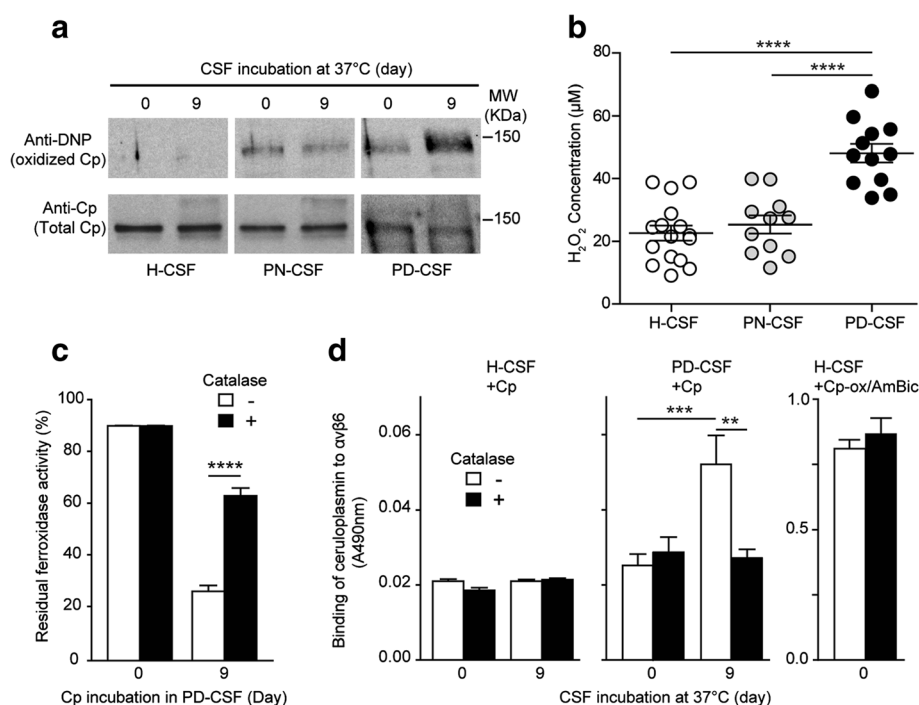 a
CSF incubation at 37°C (day)
0 9 0 9 0 9 MW
(KDa)
Anti-DNP
(oxidized Cp)
–150
Anti-Cp
(Total Cp)
–150
H-CSF PN-CSF PD-CSF
b
80
60
40
20
0
H₂O₂ Concentration (µM)
****
****
H-CSF PN-CSF PD-CSF
c
Catalase
-
+
100
80
60
40
20
0
Residual ferroxidase activity (%)
****
0 9
Cp incubation in PD-CSF (Day)
d
H-CSF
+Cp
PD-CSF
+Cp
H-CSF
+Cp-ox/AmBic
Binding of ceruloplasmin to αvβ6
(A490nm)
0.06
0.04
0.02
0.00
Catalase
-
+
***
**
1.0
0.5
0.0
0 9 0 9 0
CSF incubation at 37°C (day)